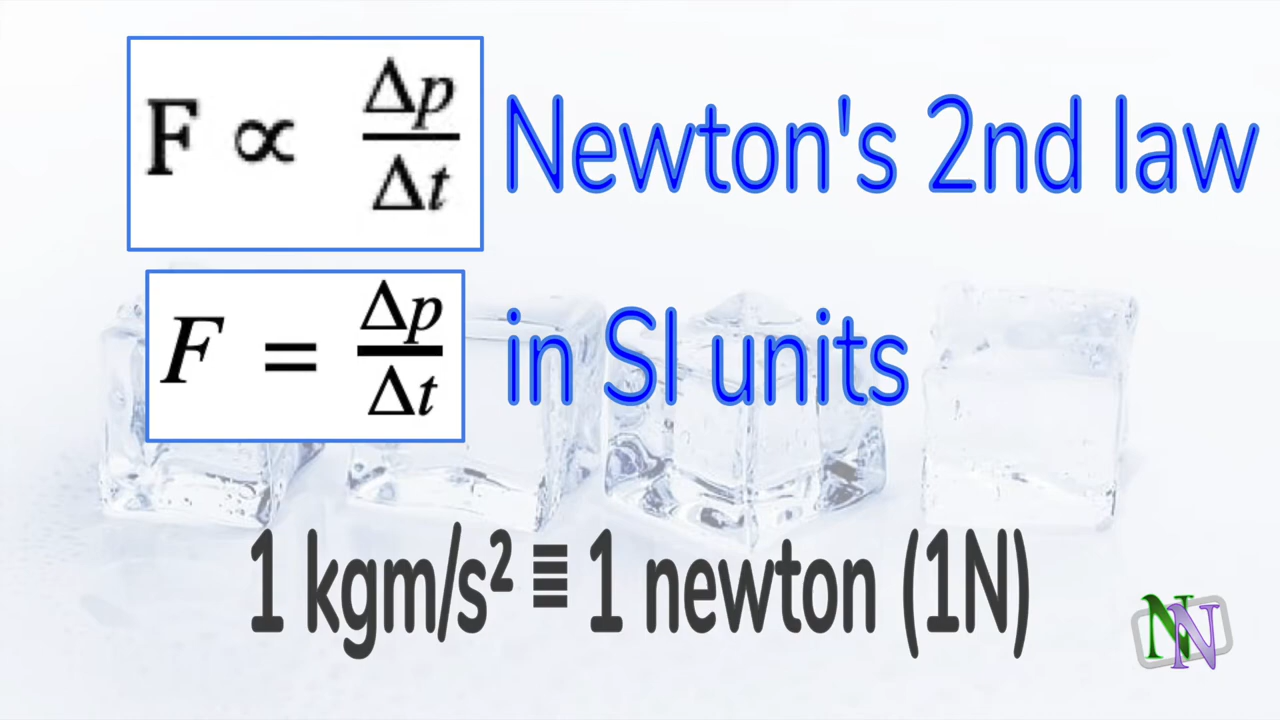 F ∝ Δp/Δt Newton's 2nd law
F = Δp/Δt in SI units
1 kgm/s² ≣ 1 newton (1N)
NN